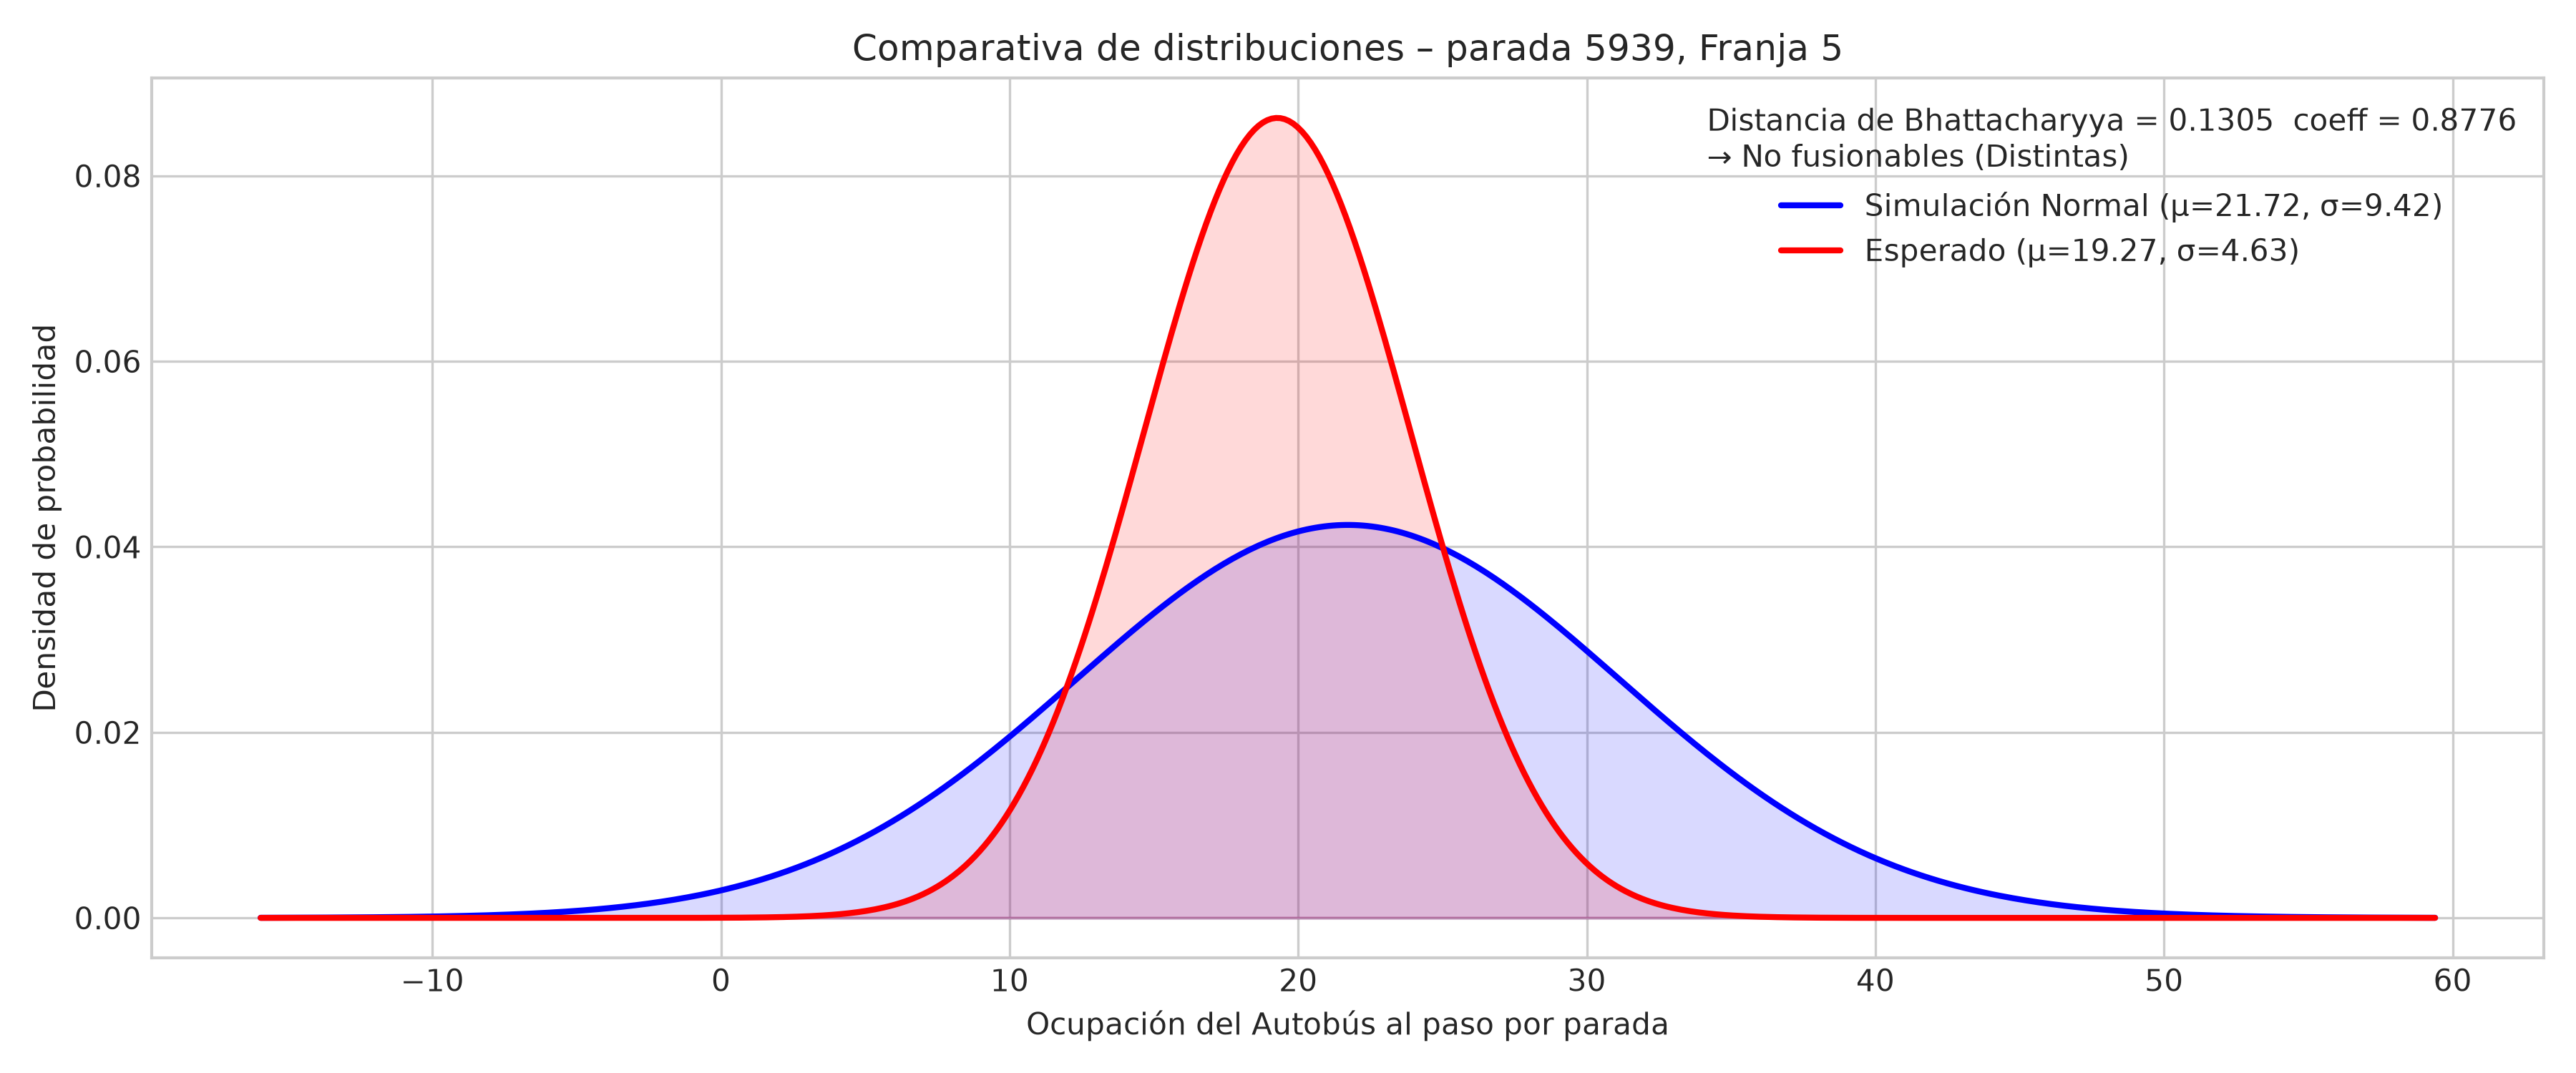 Comparativa de distribuciones – parada 5939, Franja 5
Distancia de Bhattacharyya = 0.1305  coeff = 0.8776
→ No fusionables (Distintas)
Simulación Normal (μ=21.72, σ=9.42)
Esperado (μ=19.27, σ=4.63)
Densidad de probabilidad
0.08
0.06
0.04
0.02
0.00
−10 0 10 20 30 40 50 60
Ocupación del Autobús al paso por parada